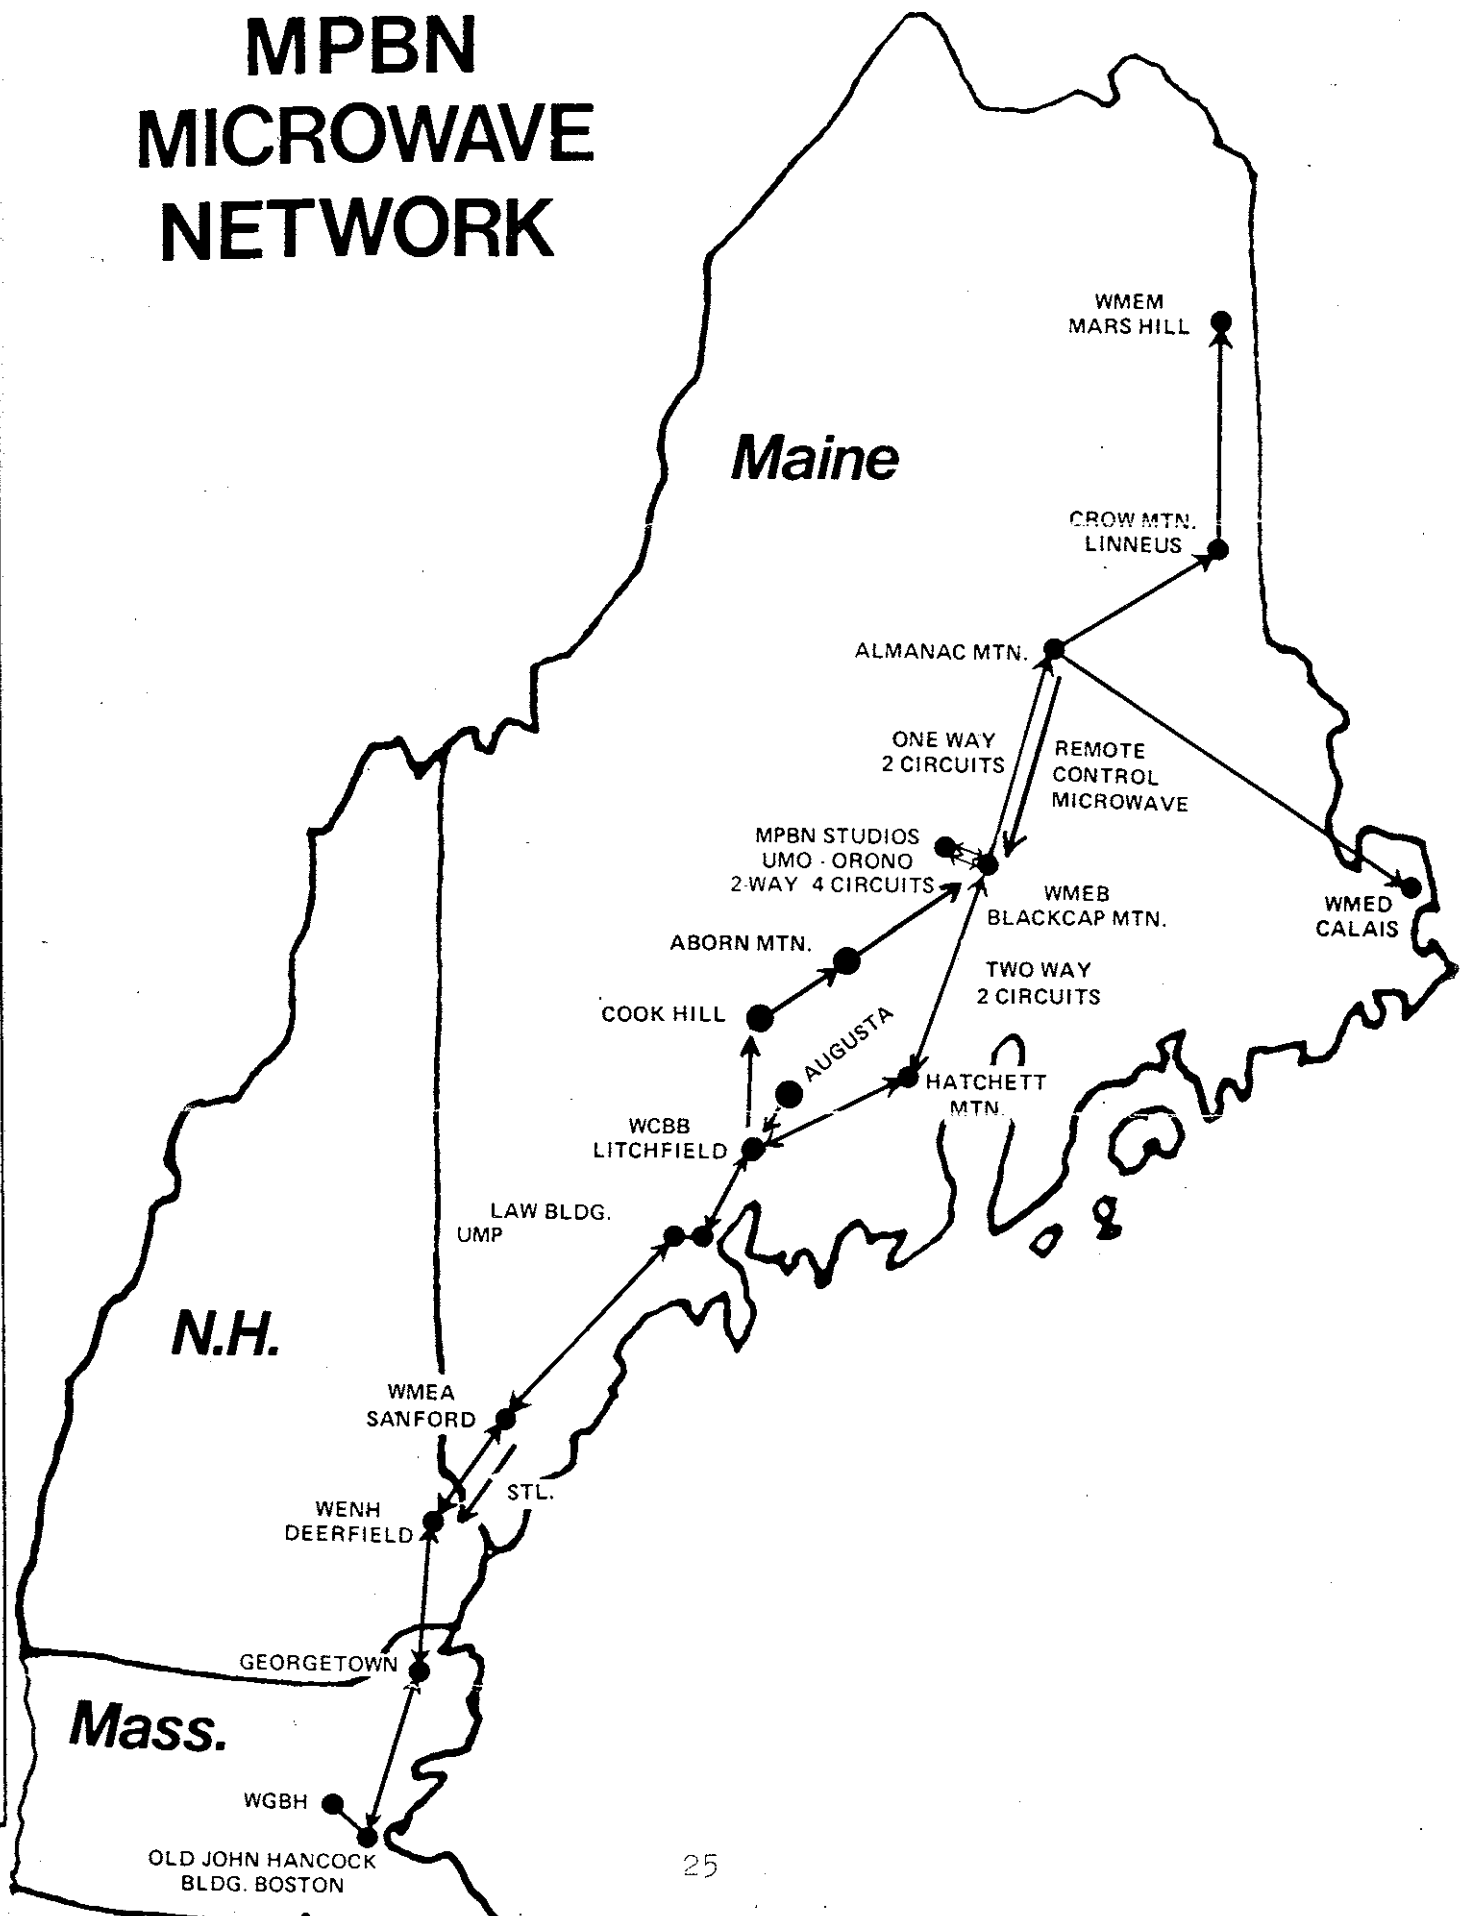 MPBN
MICROWAVE
NETWORK
WMEM
MARS HILL
Maine
CROW MTN.
LINNEUS
ALMANAC MTN.
ONE WAY
2 CIRCUITS
REMOTE
CONTROL
MICROWAVE
MPBN STUDIOS
UMO - ORONO
2-WAY 4 CIRCUITS
WMEB
BLACKCAP MTN.
WMED
CALAIS
ABORN MTN.
TWO WAY
2 CIRCUITS
COOK HILL
AUGUSTA
HATCHETT
MTN.
WCBB
LITCHFIELD
LAW BLDG.
UMP
N.H.
WMEA
SANFORD
STL.
WENH
DEERFIELD
GEORGETOWN
Mass.
WGBH
OLD JOHN HANCOCK
BLDG. BOSTON
25